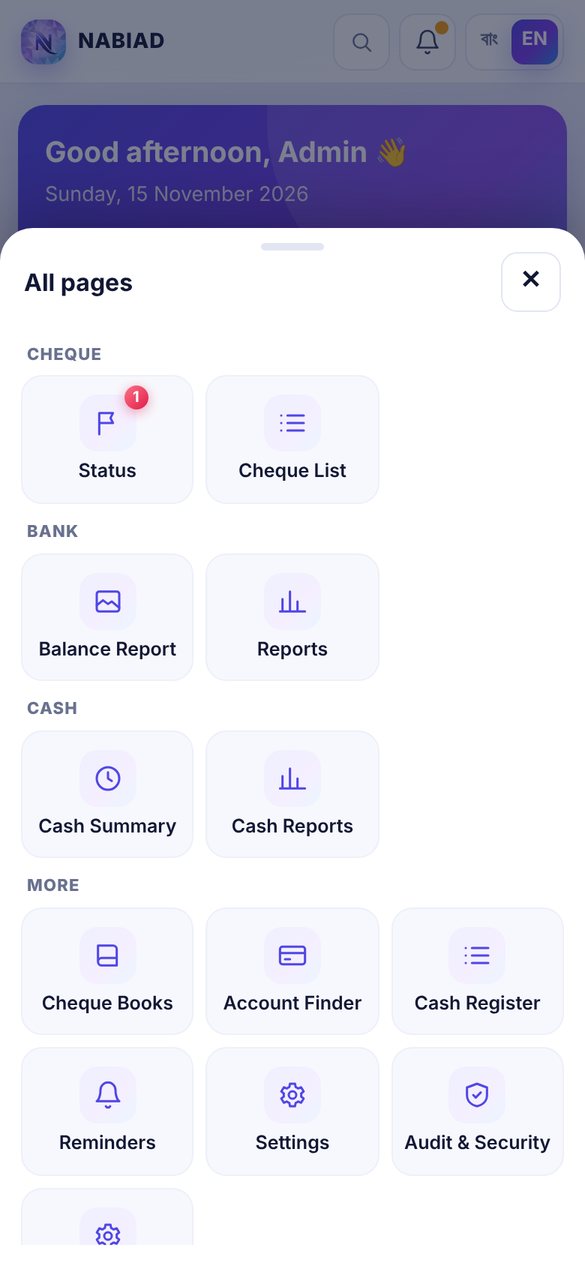 NABIAD
বাং EN
Good afternoon, Admin 👋
Sunday, 15 November 2026
All pages
✕
CHEQUE
1
Status
Cheque List
BANK
Balance Report
Reports
CASH
Cash Summary
Cash Reports
MORE
Cheque Books
Account Finder
Cash Register
Reminders
Settings
Audit & Security